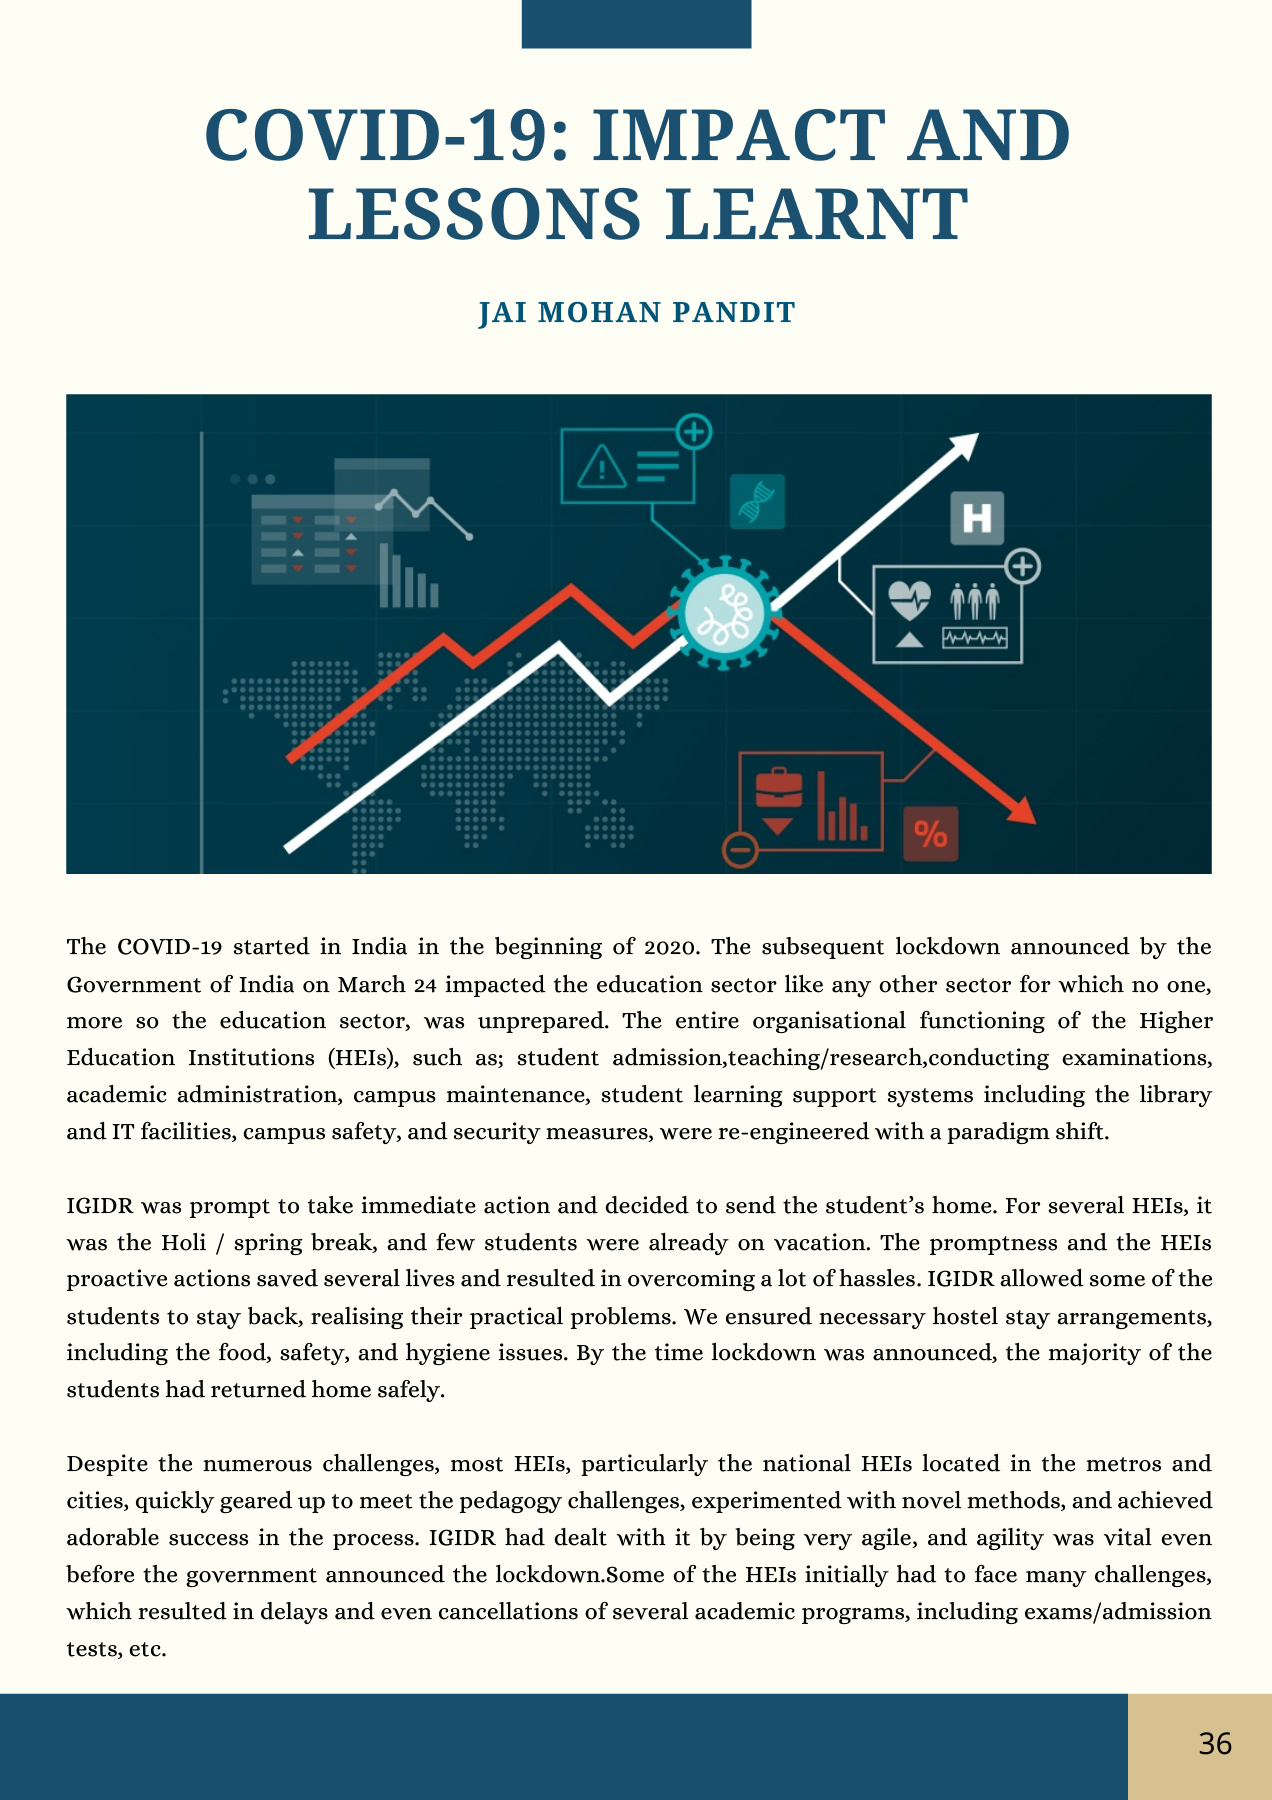 COVID-19: IMPACT AND
LESSONS LEARNT
JAI MOHAN PANDIT
H
%
The COVID-19 started in India in the beginning of 2020. The subsequent lockdown announced by the
Government of India on March 24 impacted the education sector like any other sector for which no one,
more so the education sector, was unprepared. The entire organisational functioning of the Higher
Education Institutions (HEIs), such as; student admission,teaching/research,conducting examinations,
academic administration, campus maintenance, student learning support systems including the library
and IT facilities, campus safety, and security measures, were re-engineered with a paradigm shift.
IGIDR was prompt to take immediate action and decided to send the student’s home. For several HEIs, it
was the Holi / spring break, and few students were already on vacation. The promptness and the HEIs
proactive actions saved several lives and resulted in overcoming a lot of hassles. IGIDR allowed some of the
students to stay back, realising their practical problems. We ensured necessary hostel stay arrangements,
including the food, safety, and hygiene issues. By the time lockdown was announced, the majority of the
students had returned home safely.
Despite the numerous challenges, most HEIs, particularly the national HEIs located in the metros and
cities, quickly geared up to meet the pedagogy challenges, experimented with novel methods, and achieved
adorable success in the process. IGIDR had dealt with it by being very agile, and agility was vital even
before the government announced the lockdown.Some of the HEIs initially had to face many challenges,
which resulted in delays and even cancellations of several academic programs, including exams/admission
tests, etc.
36